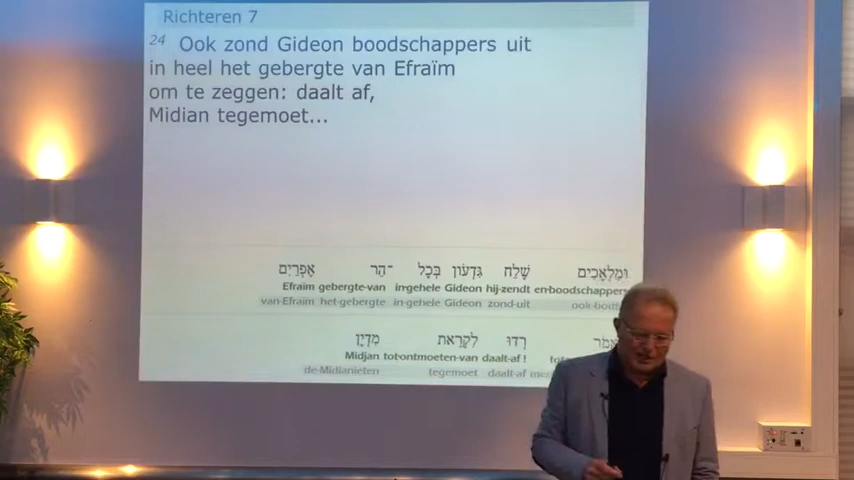 Richteren 7
24 Ook zond Gideon boodschappers uit
in heel het gebergte van Efraïm
om te zeggen: daalt af,
Midian tegemoet...
וּמַלְאָכִים שָׁלַח גִּדְעוֹן בְּכָל ־הַר אֶפְרַיִם
Efraïm gebergte-van in-gehele Gideon hij-zendt en-boodschappers
van-Efraïm het-gebergte in-gehele Gideon zond-uit ook
רְדוּ לִקְרַאת מִדְיָן
Midjan tot-ontmoeten-van daalt-af!
de-Midianieten tegemoet daalt-af